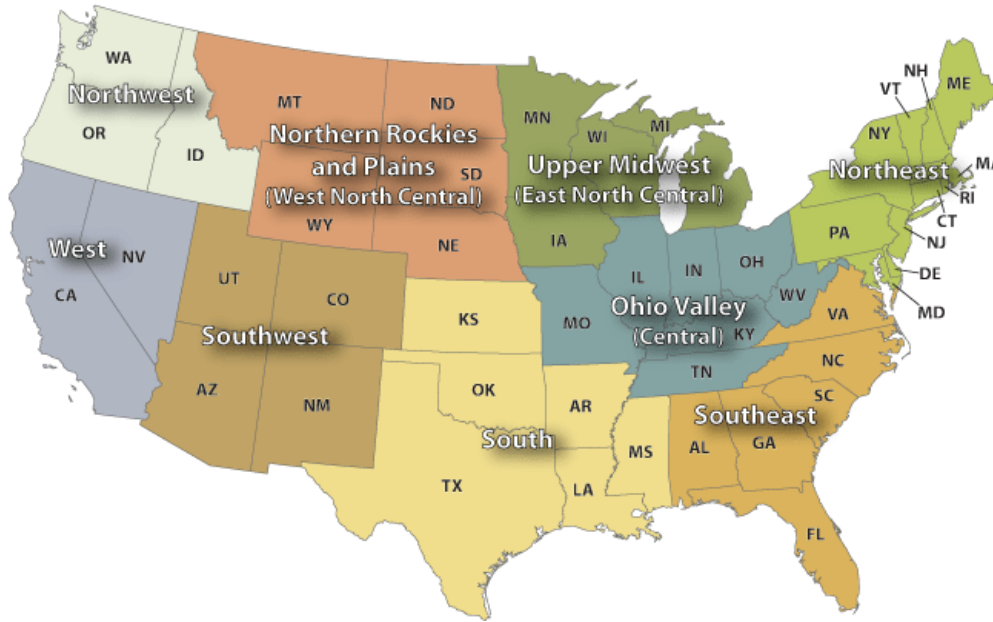 NH
ME
VT
WA
Northwest
MT
ND
MN
WI
MI
NY
OR
ID
Northern Rockies
and Plains
(West North Central)
SD
Upper Midwest
(East North Central)
Northeast
MA
RI
CT
WY
NE
IA
PA
NJ
West
NV
CA
UT
CO
IL
IN
OH
WV
DE
MD
Ohio Valley
(Central)
MO
KY
VA
Southwest
KS
TN
NC
AZ
NM
OK
AR
SC
Southeast
South
MS
AL
GA
TX
LA
FL